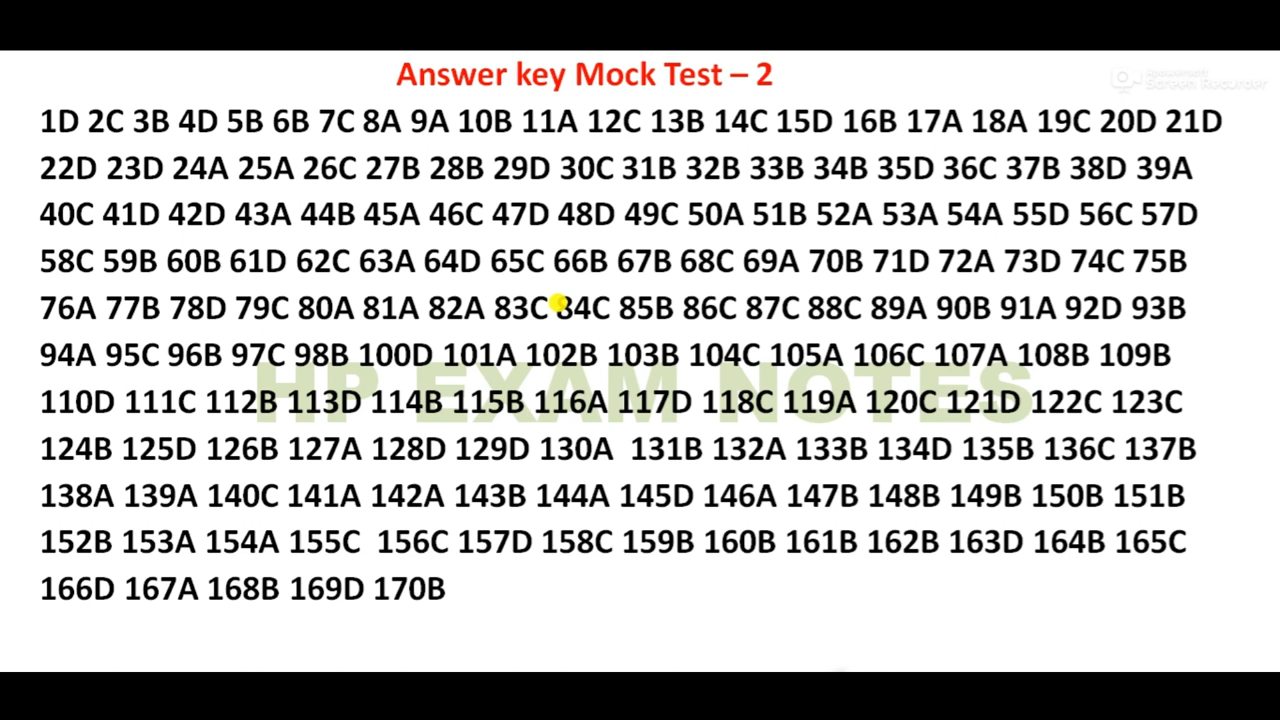 Answer key Mock Test – 2
Screen Recorder
1D 2C 3B 4D 5B 6B 7C 8A 9A 10B 11A 12C 13B 14C 15D 16B 17A 18A 19C 20D 21D
22D 23D 24A 25A 26C 27B 28B 29D 30C 31B 32B 33B 34B 35D 36C 37B 38D 39A
40C 41D 42D 43A 44B 45A 46C 47D 48D 49C 50A 51B 52A 53A 54A 55D 56C 57D
58C 59B 60B 61D 62C 63A 64D 65C 66B 67B 68C 69A 70B 71D 72A 73D 74C 75B
76A 77B 78D 79C 80A 81A 82A 83C 84C 85B 86C 87C 88C 89A 90B 91A 92D 93B
94A 95C 96B 97C 98B 100D 101A 102B 103B 104C 105A 106C 107A 108B 109B
HP EXAM NOTES
110D 111C 112B 113D 114B 115B 116A 117D 118C 119A 120C 121D 122C 123C
124B 125D 126B 127A 128D 129D 130A 131B 132A 133B 134D 135B 136C 137B
138A 139A 140C 141A 142A 143B 144A 145D 146A 147B 148B 149B 150B 151B
152B 153A 154A 155C 156C 157D 158C 159B 160B 161B 162B 163D 164B 165C
166D 167A 168B 169D 170B